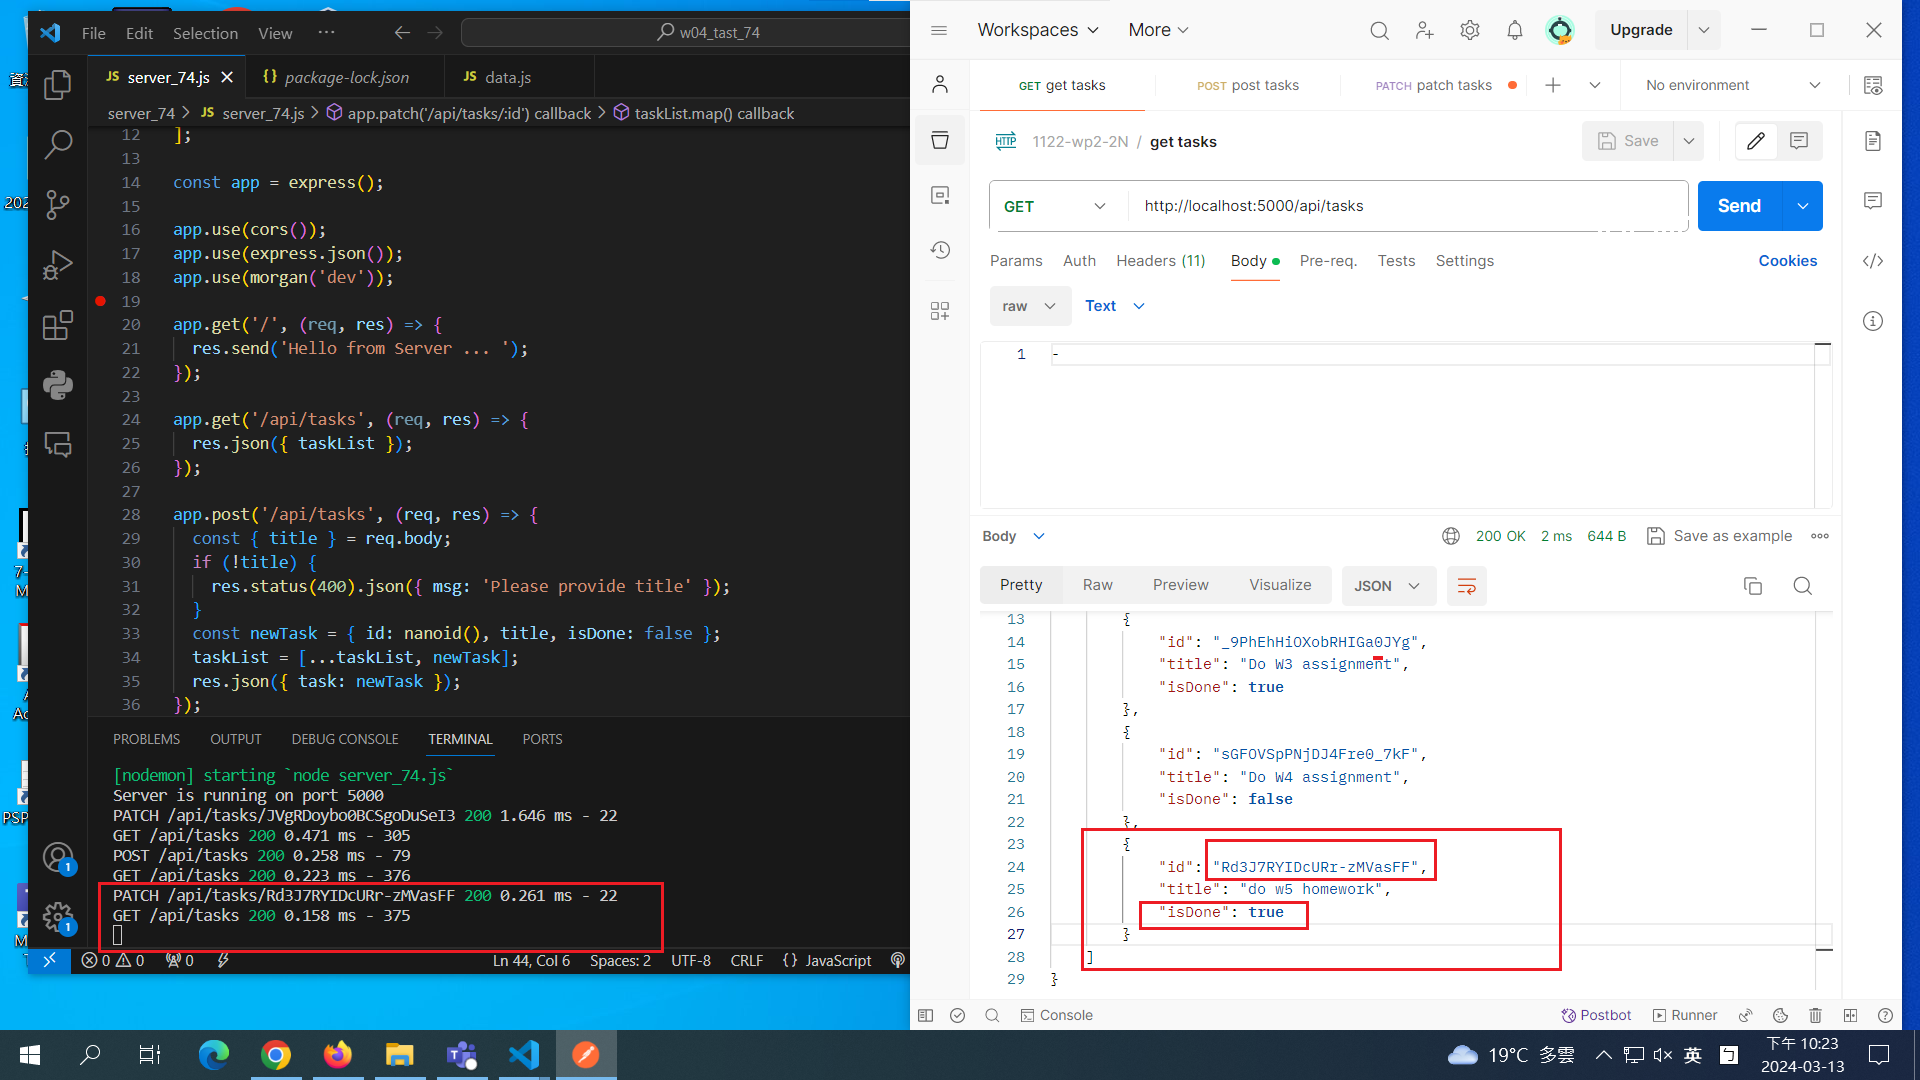 File Edit Selection View ··· w04_tast_74
JS server_74.js {} package-lock.json JS data.js
server_74 > JS server_74.js > app.patch('/api/tasks/:id') callback > taskList.map() callback
12 ];
13
14 const app = express();
15
16 app.use(cors());
17 app.use(express.json());
18 app.use(morgan('dev'));
19
20 app.get('/', (req, res) => {
21 res.send('Hello from Server ... ');
22 });
23
24 app.get('/api/tasks', (req, res) => {
25 res.json({ taskList });
26 });
27
28 app.post('/api/tasks', (req, res) => {
29 const { title } = req.body;
30 if (!title) {
31 res.status(400).json({ msg: 'Please provide title' });
32 }
33 const newTask = { id: nanoid(), title, isDone: false };
34 taskList = [...taskList, newTask];
35 res.json({ task: newTask });
36 });
PROBLEMS OUTPUT DEBUG CONSOLE TERMINAL PORTS
[nodemon] starting `node server_74.js`
Server is running on port 5000
PATCH /api/tasks/JVgRDoybo0BCSgoDuSeI3 200 1.646 ms - 22
GET /api/tasks 200 0.471 ms - 305
POST /api/tasks 200 0.258 ms - 79
GET /api/tasks 200 0.223 ms - 376
PATCH /api/tasks/Rd3J7RYIDcURr-zMVasFF 200 0.261 ms - 22
GET /api/tasks 200 0.158 ms - 375
0 0 0 Ln 44, Col 6 Spaces: 2 UTF-8 CRLF {} JavaScript
Workspaces More Upgrade
GET get tasks POST post tasks PATCH patch tasks No environment
HTTP 1122-wp2-2N / get tasks Save
GET http://localhost:5000/api/tasks Send
Params Auth Headers (11) Body Pre-req. Tests Settings Cookies
raw Text
1 -
Body 200 OK 2 ms 644 B Save as example
Pretty Raw Preview Visualize JSON
13 {
14 "id": "_9PhEhHiOXobRHIGa0JYg",
15 "title": "Do W3 assignment",
16 "isDone": true
17 },
18 {
19 "id": "sGFOVSpPNjDJ4Fre0_7kF",
20 "title": "Do W4 assignment",
21 "isDone": false
22 },
23 {
24 "id": "Rd3J7RYIDcURr-zMVasFF",
25 "title": "do w5 homework",
26 "isDone": true
27 }
28 ]
29 }
Console Postbot Runner
19°C 多雲 英 下午 10:23
2024-03-13